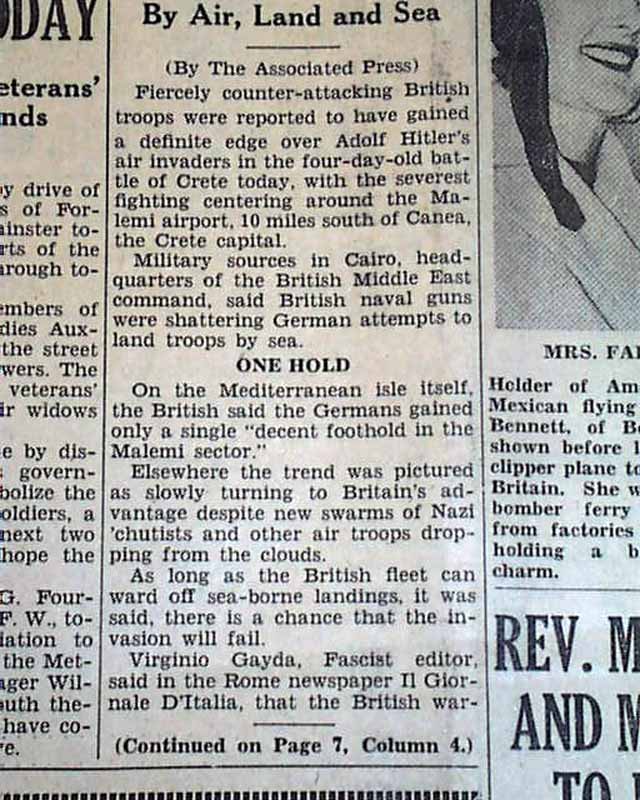 ODAY
eterans'
nds
y drive of
s of For-
inster to-
rts of the
rough to-
embers of
dies Aux-
the street
wers. The
veterans'
ir widows
e by dis-
govern-
bolize the
oldiers, a
next two
hope the
G. Four-
F. W., to-
iation to
the Met-
ager Wil-
uth the-
have co-
re.
By Air, Land and Sea
(By The Associated Press)
Fiercely counter-attacking British
troops were reported to have gained
a definite edge over Adolf Hitler's
air invaders in the four-day-old bat-
tle of Crete today, with the severest
fighting centering around the Ma-
lemi airport, 10 miles south of Canea,
the Crete capital.
Military sources in Cairo, head-
quarters of the British Middle East
command, said British naval guns
were shattering German attempts to
land troops by sea.
ONE HOLD
On the Mediterranean isle itself,
the British said the Germans gained
only a single "decent foothold in the
Malemi sector."
Elsewhere the trend was pictured
as slowly turning to Britain's ad-
vantage despite new swarms of Nazi
'chutists and other air troops drop-
ping from the clouds.
As long as the British fleet can
ward off sea-borne landings, it was
said, there is a chance that the in-
vasion will fail.
Virginio Gayda, Fascist editor,
said in the Rome newspaper Il Gior-
nale D'Italia, that the British war-
(Continued on Page 7, Column 4.)
MRS. FA
Holder of Am
Mexican flying
Bennett, of B
shown before
clipper plane to
Britain. She w
bomber ferry
from factories
holding a b
charm.
REV. M
AND M
TO